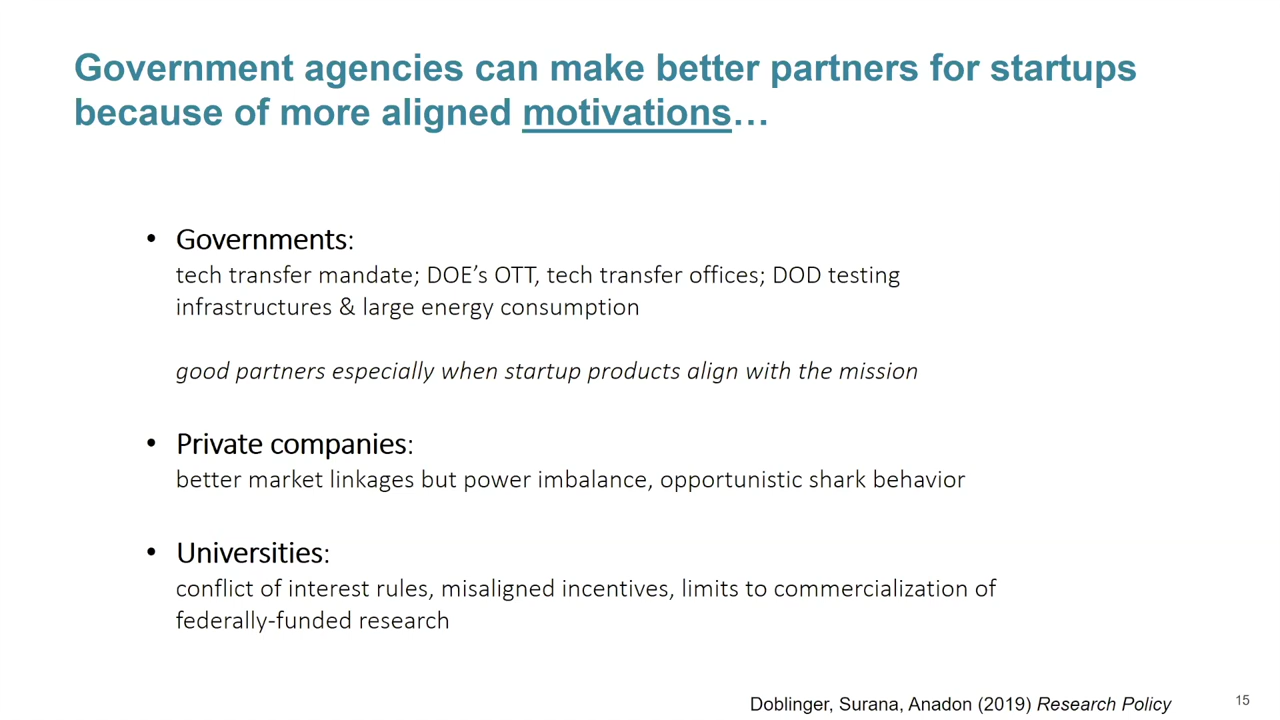 Government agencies can make better partners for startups
because of more aligned motivations…
• Governments:
tech transfer mandate; DOE’s OTT, tech transfer offices; DOD testing
infrastructures & large energy consumption
good partners especially when startup products align with the mission
• Private companies:
better market linkages but power imbalance, opportunistic shark behavior
• Universities:
conflict of interest rules, misaligned incentives, limits to commercialization of
federally-funded research
Doblinger, Surana, Anadon (2019) Research Policy
15